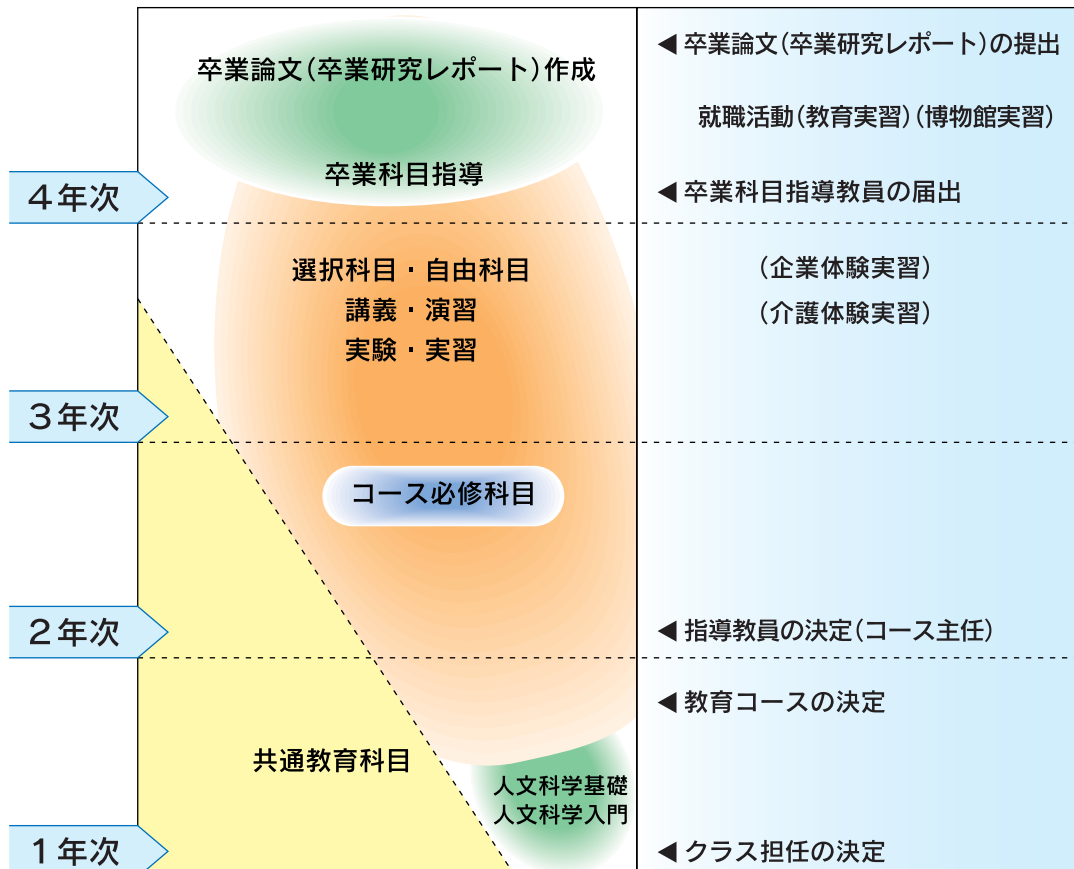 卒業論文(卒業研究レポート)作成
◀卒業論文(卒業研究レポート)の提出
就職活動(教育実習)(博物館実習)
卒業科目指導
4年次
◀卒業科目指導教員の届出
選択科目・自由科目
講義・演習
実験・実習
(企業体験実習)
(介護体験実習)
3年次
コース必修科目
2年次
◀指導教員の決定(コース主任)
◀教育コースの決定
共通教育科目
人文科学基礎
人文科学入門
1年次
◀クラス担任の決定